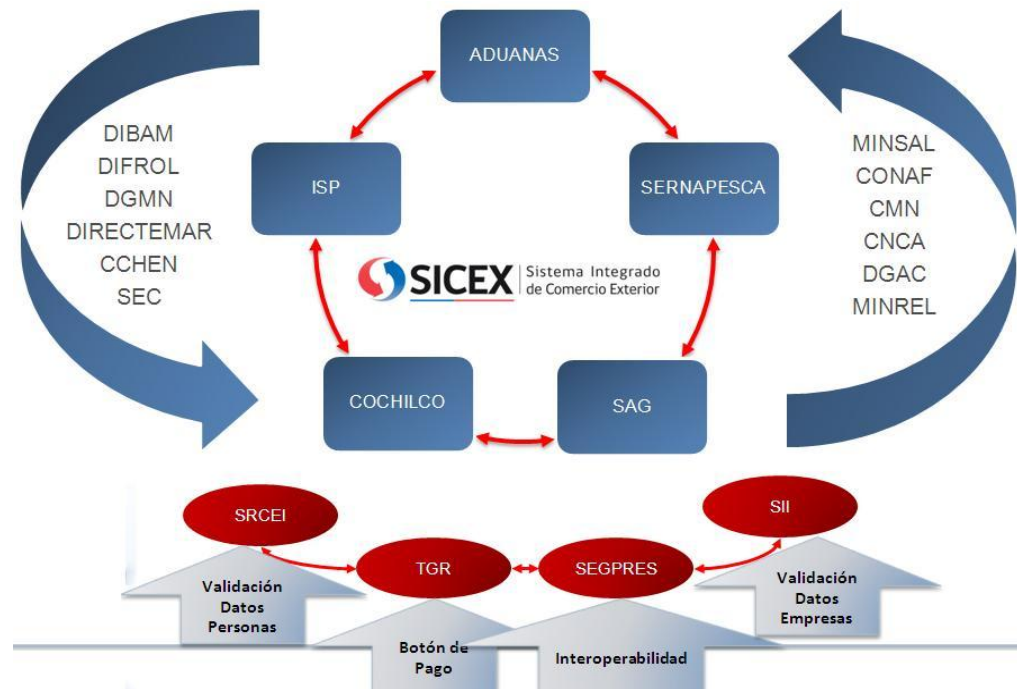 ADUANAS
DIBAM
DIFROL
DGMN
DIRECTEMAR
CCHEN
SEC
ISP
SERNAPESCA
MINSAL
CONAF
CMN
CNCA
DGAC
MINREL
SICEX
Sistema Integrado
de Comercio Exterior
COCHILCO
SAG
SRCEI
SII
TGR
SEGPRES
Validación
Datos
Personas
Botón de
Pago
Interoperabilidad
Validación
Datos
Empresas